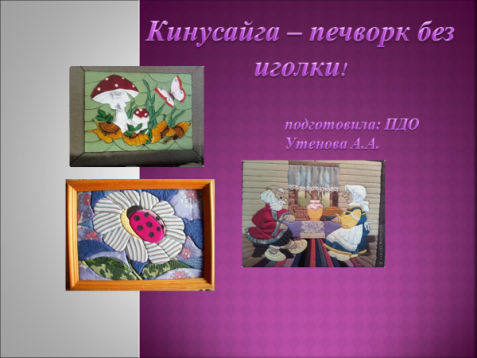 Кинусайга – печворк без
иголки!
подготовила: ПДО
Утенова А.А.